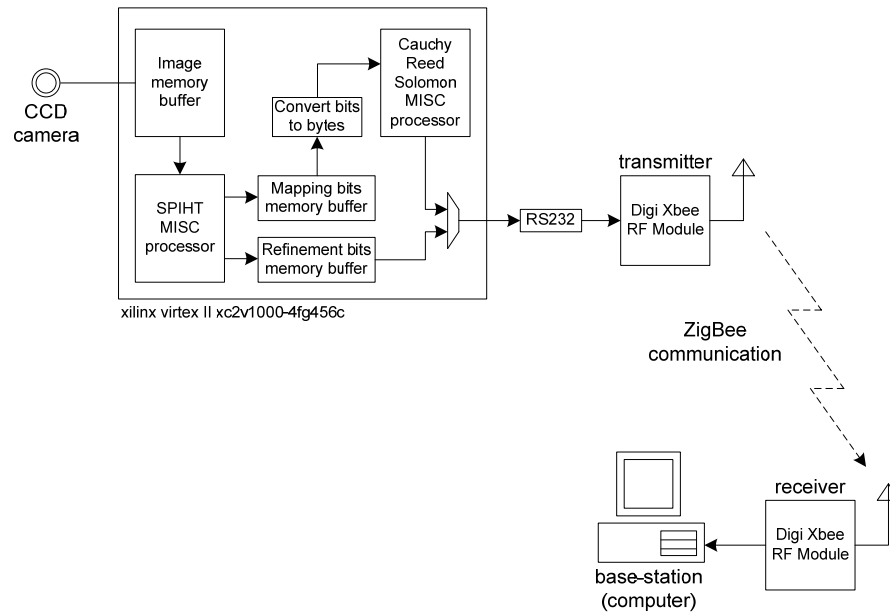 CCD
camera
Image
memory
buffer
SPIHT
MISC
processor
Mapping bits
memory buffer
Refinement bits
memory buffer
Convert bits
to bytes
Cauchy
Reed
Solomon
MISC
processor
xilinx virtex II xc2v1000-4fg456c
RS232
transmitter
Digi Xbee
RF Module
ZigBee
communication
receiver
Digi Xbee
RF Module
base-station
(computer)